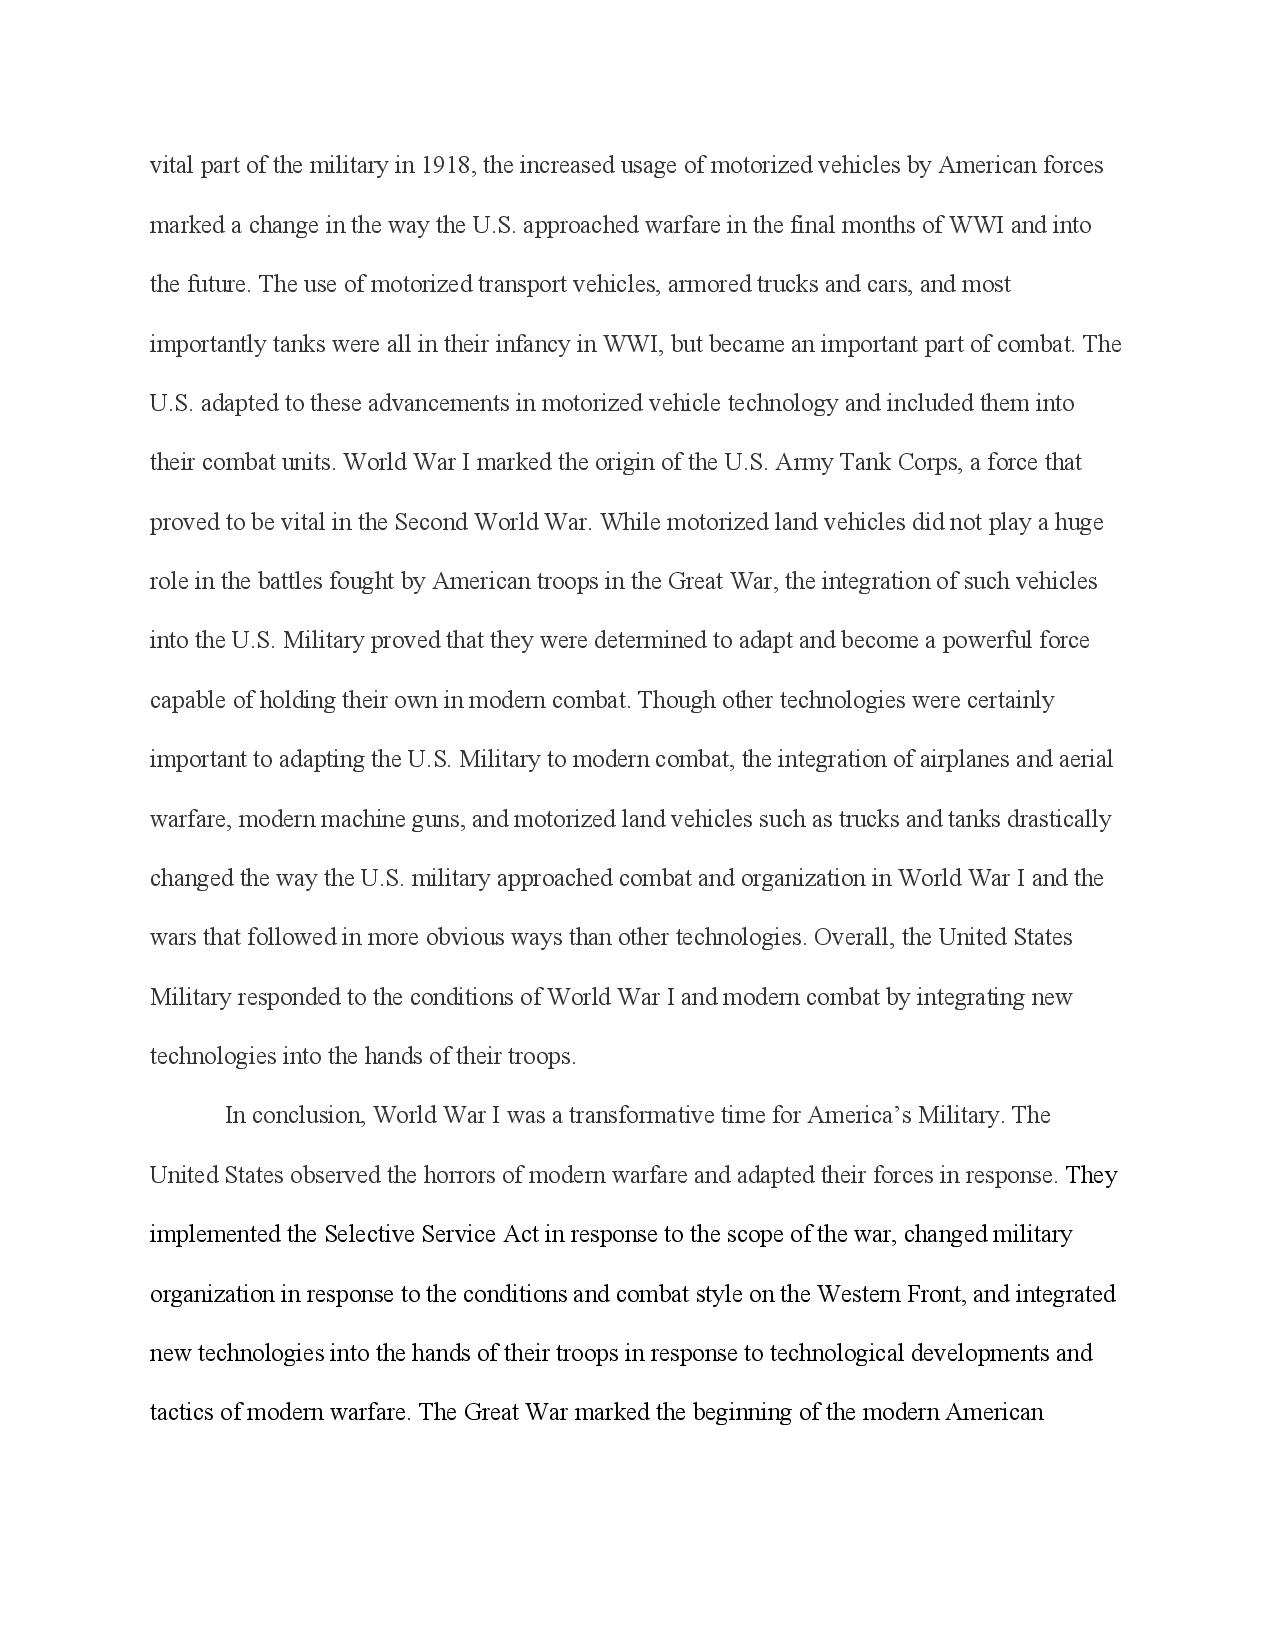 vital part of the military in 1918, the increased usage of motorized vehicles by American forces
marked a change in the way the U.S. approached warfare in the final months of WWI and into
the future. The use of motorized transport vehicles, armored trucks and cars, and most
importantly tanks were all in their infancy in WWI, but became an important part of combat. The
U.S. adapted to these advancements in motorized vehicle technology and included them into
their combat units. World War I marked the origin of the U.S. Army Tank Corps, a force that
proved to be vital in the Second World War. While motorized land vehicles did not play a huge
role in the battles fought by American troops in the Great War, the integration of such vehicles
into the U.S. Military proved that they were determined to adapt and become a powerful force
capable of holding their own in modern combat. Though other technologies were certainly
important to adapting the U.S. Military to modern combat, the integration of airplanes and aerial
warfare, modern machine guns, and motorized land vehicles such as trucks and tanks drastically
changed the way the U.S. military approached combat and organization in World War I and the
wars that followed in more obvious ways than other technologies. Overall, the United States
Military responded to the conditions of World War I and modern combat by integrating new
technologies into the hands of their troops.
In conclusion, World War I was a transformative time for America’s Military. The
United States observed the horrors of modern warfare and adapted their forces in response. They
implemented the Selective Service Act in response to the scope of the war, changed military
organization in response to the conditions and combat style on the Western Front, and integrated
new technologies into the hands of their troops in response to technological developments and
tactics of modern warfare. The Great War marked the beginning of the modern American